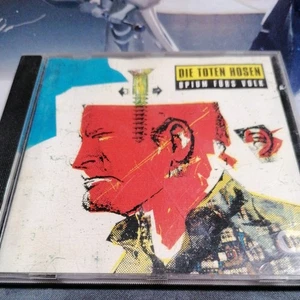 DIE TOTEN HOSEN
OPIUM FÜRS VOLK